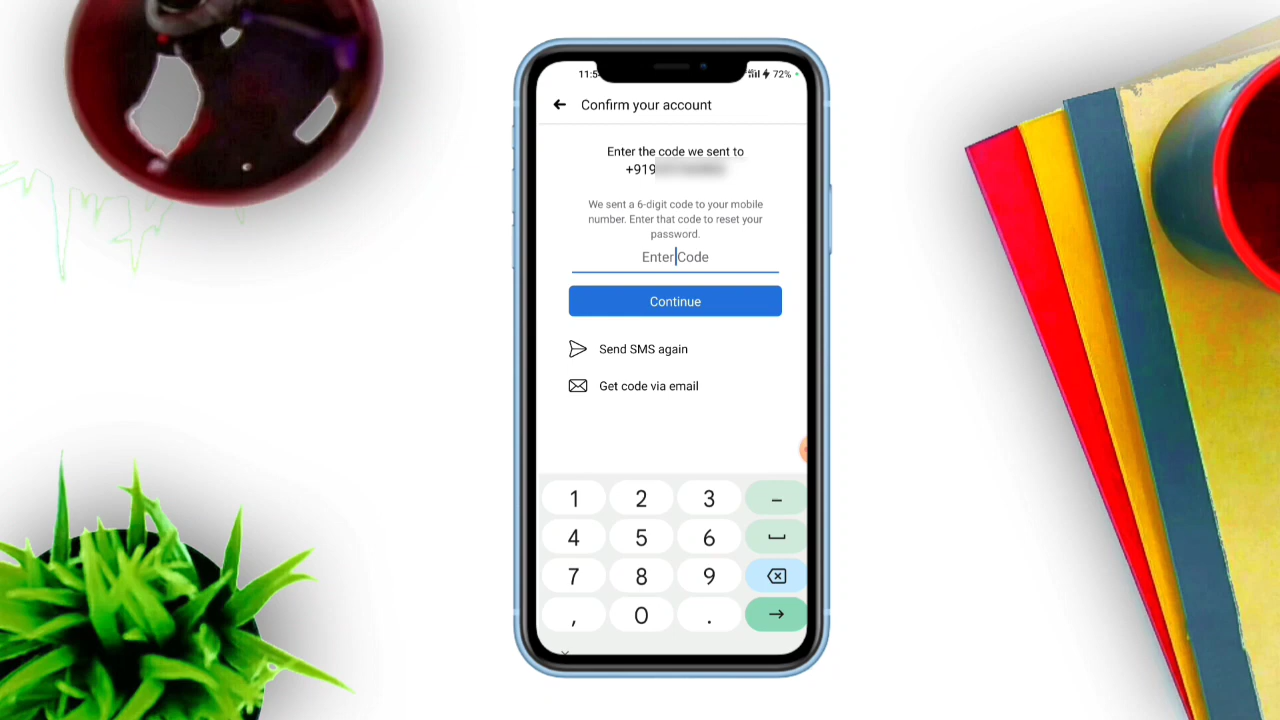 11:5
72%
Confirm your account
Enter the code we sent to
+919
We sent a 6-digit code to your mobile
number. Enter that code to reset your
password.
Enter Code
Continue
Send SMS again
Get code via email
1 2 3 –
4 5 6
7 8 9
, 0 .